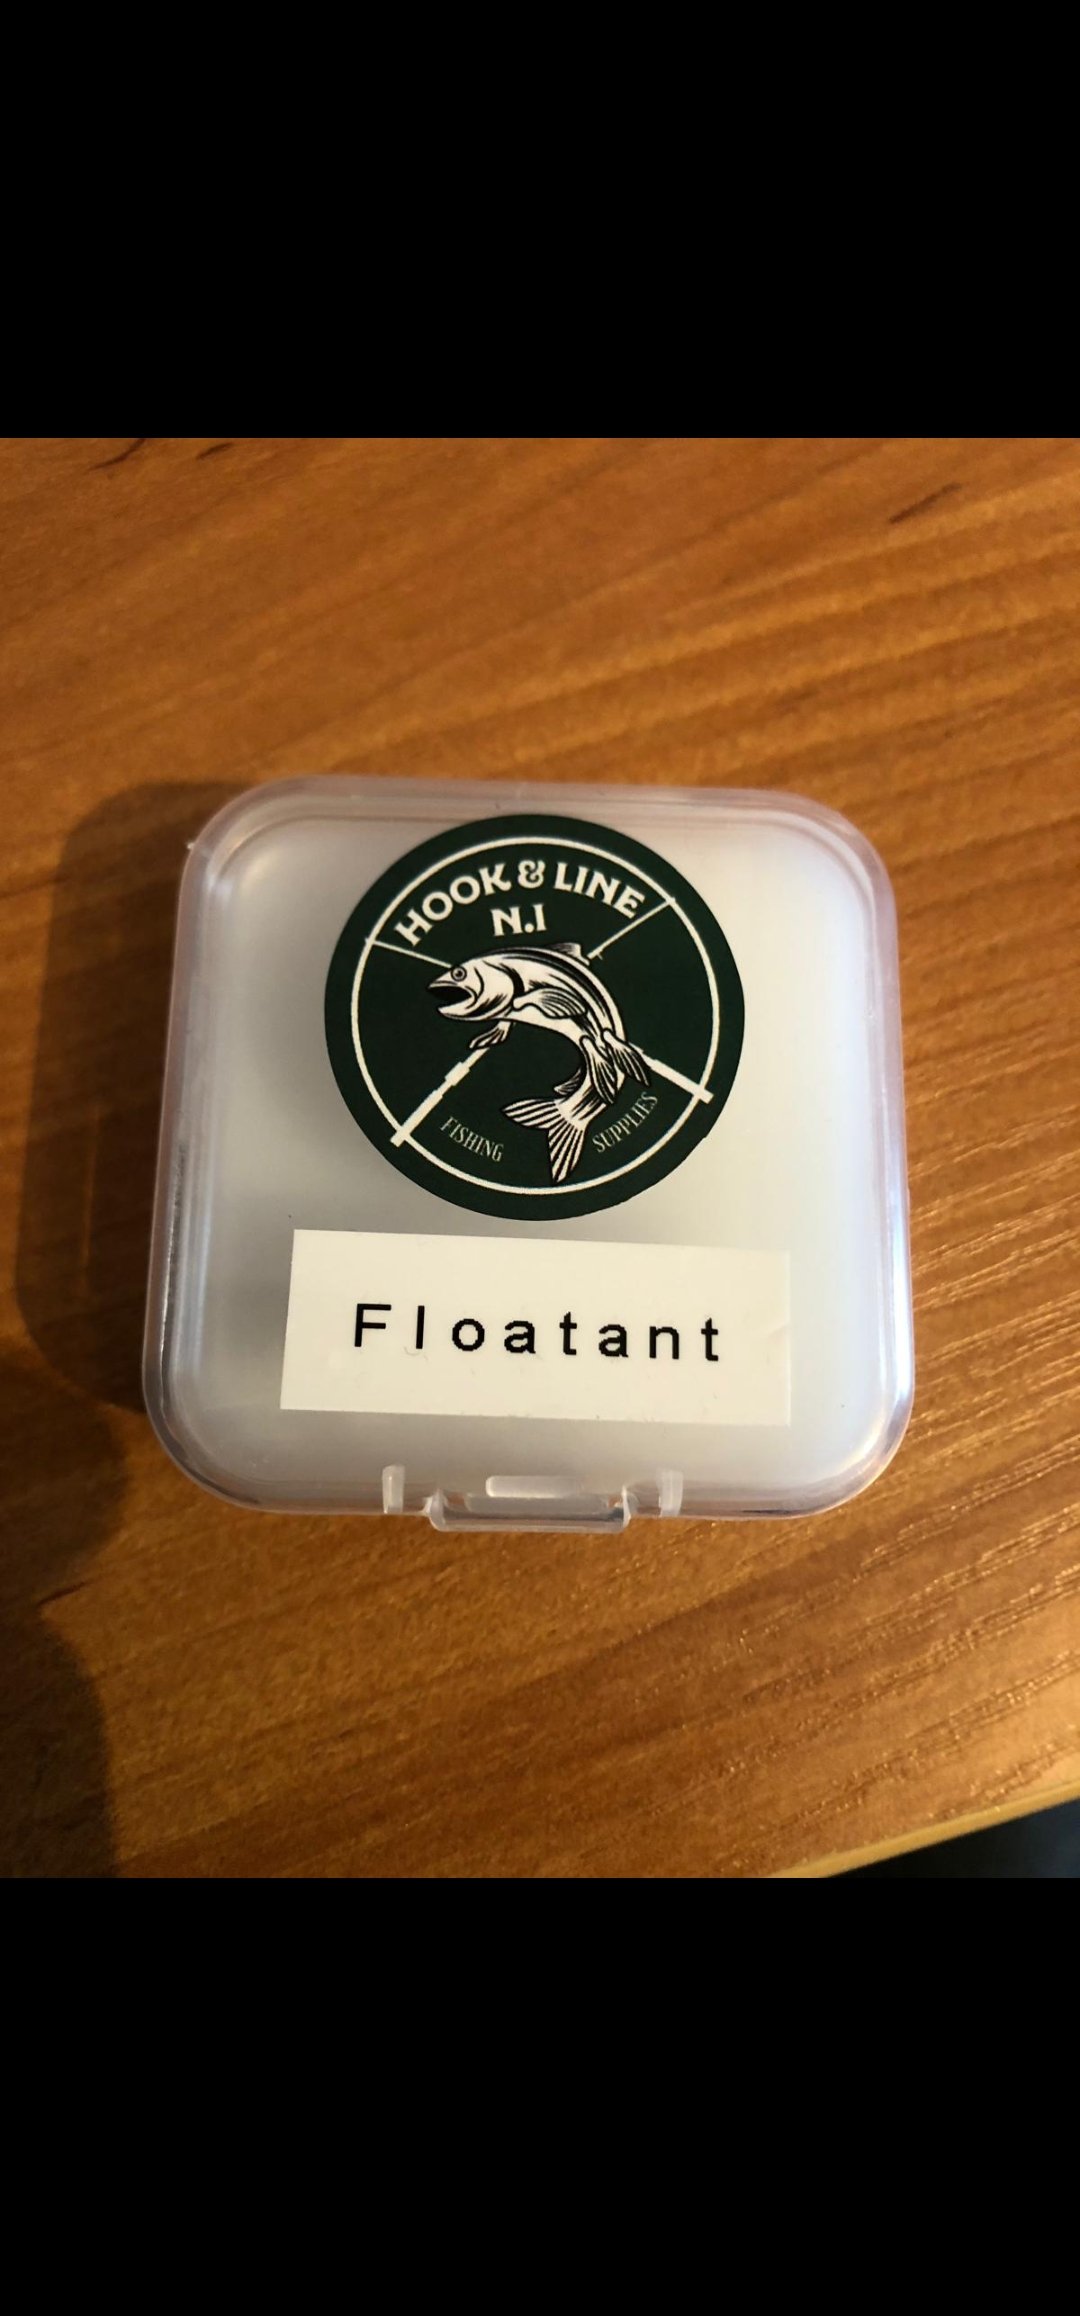 HOOK & LINE
N.I
FISHING SUPPLIES
Floatant